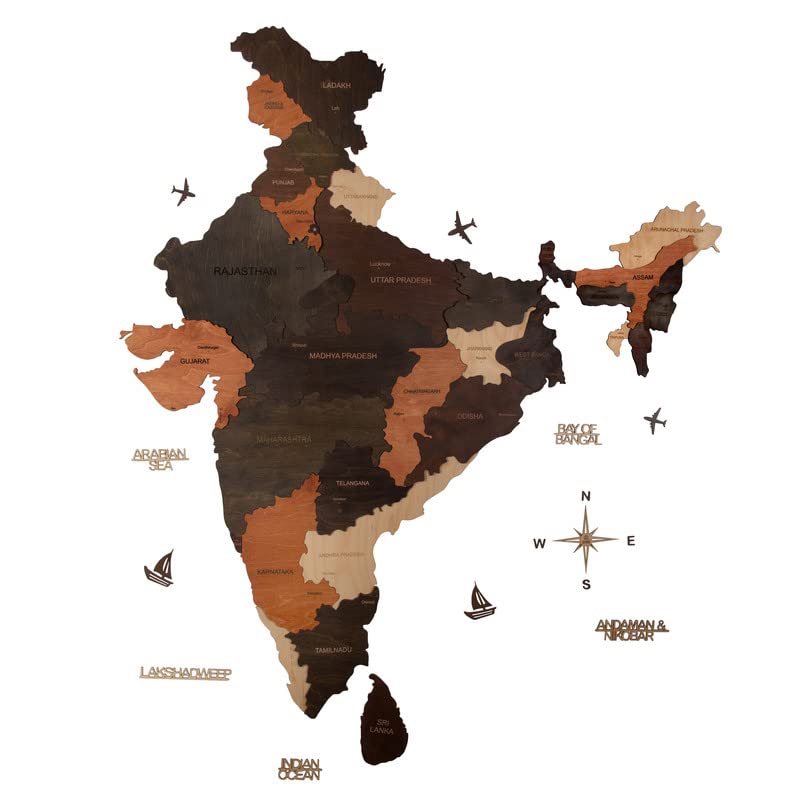 LADAKH
Leh
PUNJAB
UTTARAKHAND
HARYANA
ARUNACHAL PRADESH
RAJASTHAN
Lucknow
UTTAR PRADESH
ASSAM
MADHYA PRADESH
JHARKHAND
WEST BENGAL
GUJARAT
CHHATTISGARH
ODISHA
MAHARASHTRA
BAY OF
BANGAL
ARABIAN
SEA
TELANGANA
N
W E
S
ANDHRA PRADESH
KARNATAKA
ANDAMAN &
NIKOBAR
TAMILNADU
LAKSHADWEEP
SRI
LANKA
INDIAN
OCEAN